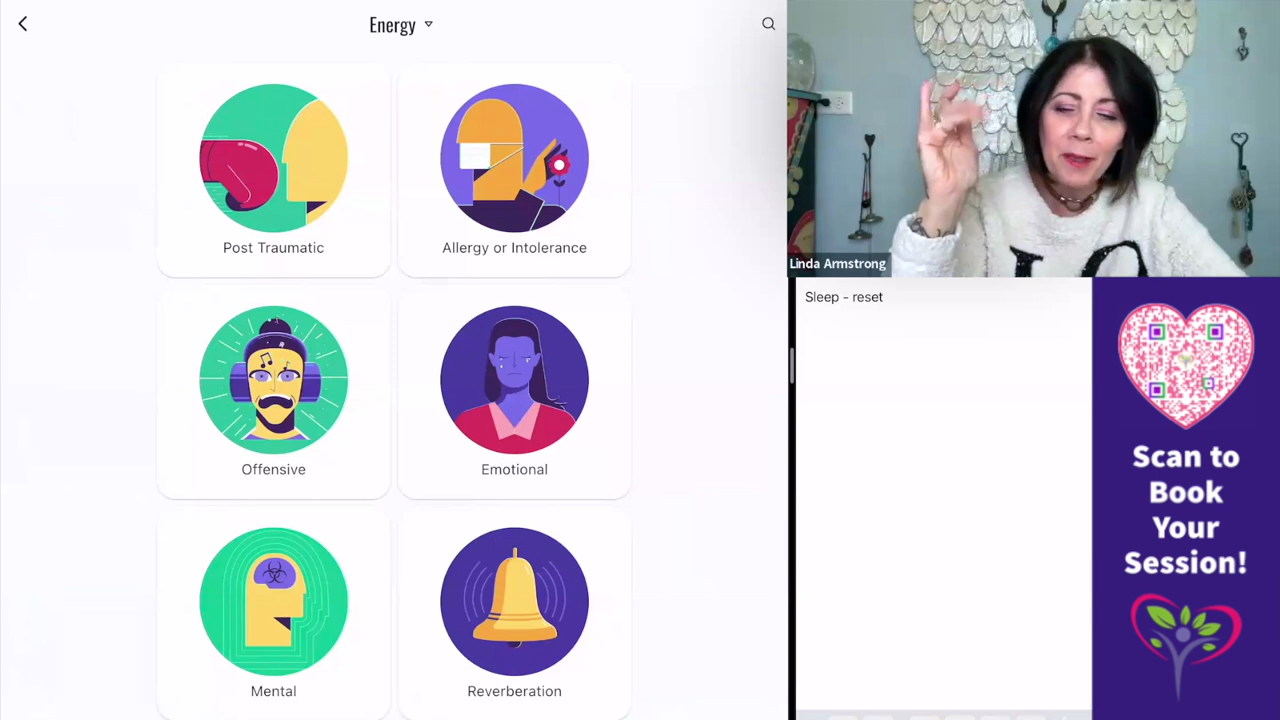 Energy
Post Traumatic
Allergy or Intolerance
Offensive
Emotional
Mental
Reverberation
Linda Armstrong
Sleep - reset
Scan to
Book
Your
Session!